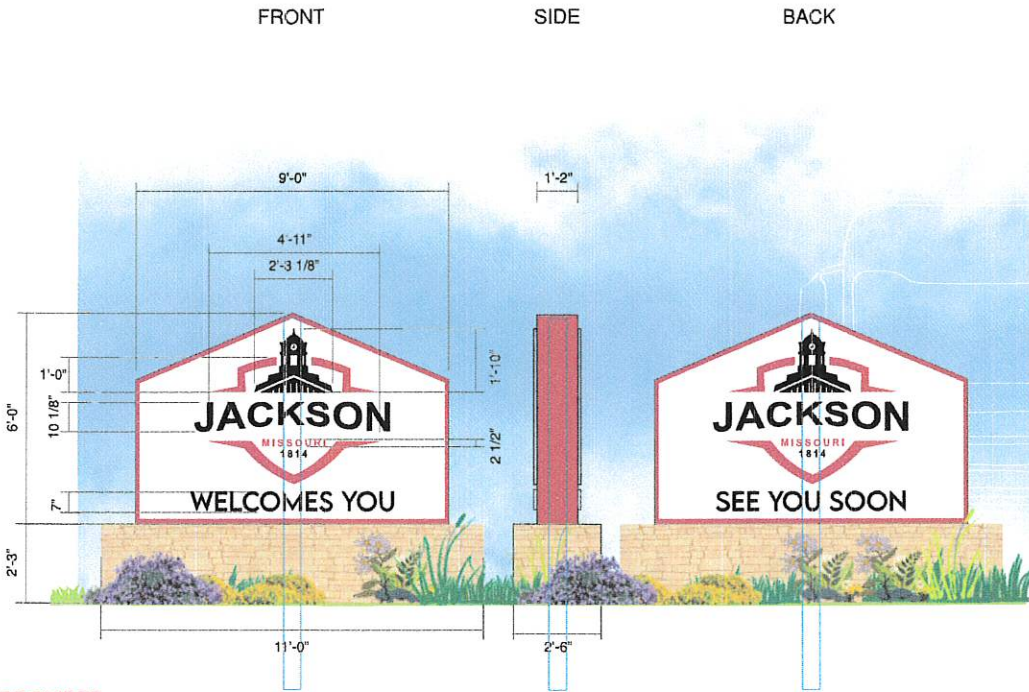 FRONT
SIDE
BACK
9'-0"
1'-2"
4'-11"
2'-3 1/8"
1'-0"
1'-10"
6'-0"
10 1/8"
JACKSON
MISSOURI
1814
2 1/2"
7"
WELCOMES YOU
JACKSON
MISSOURI
1814
SEE YOU SOON
2'-3"
11'-0"
2'-6"